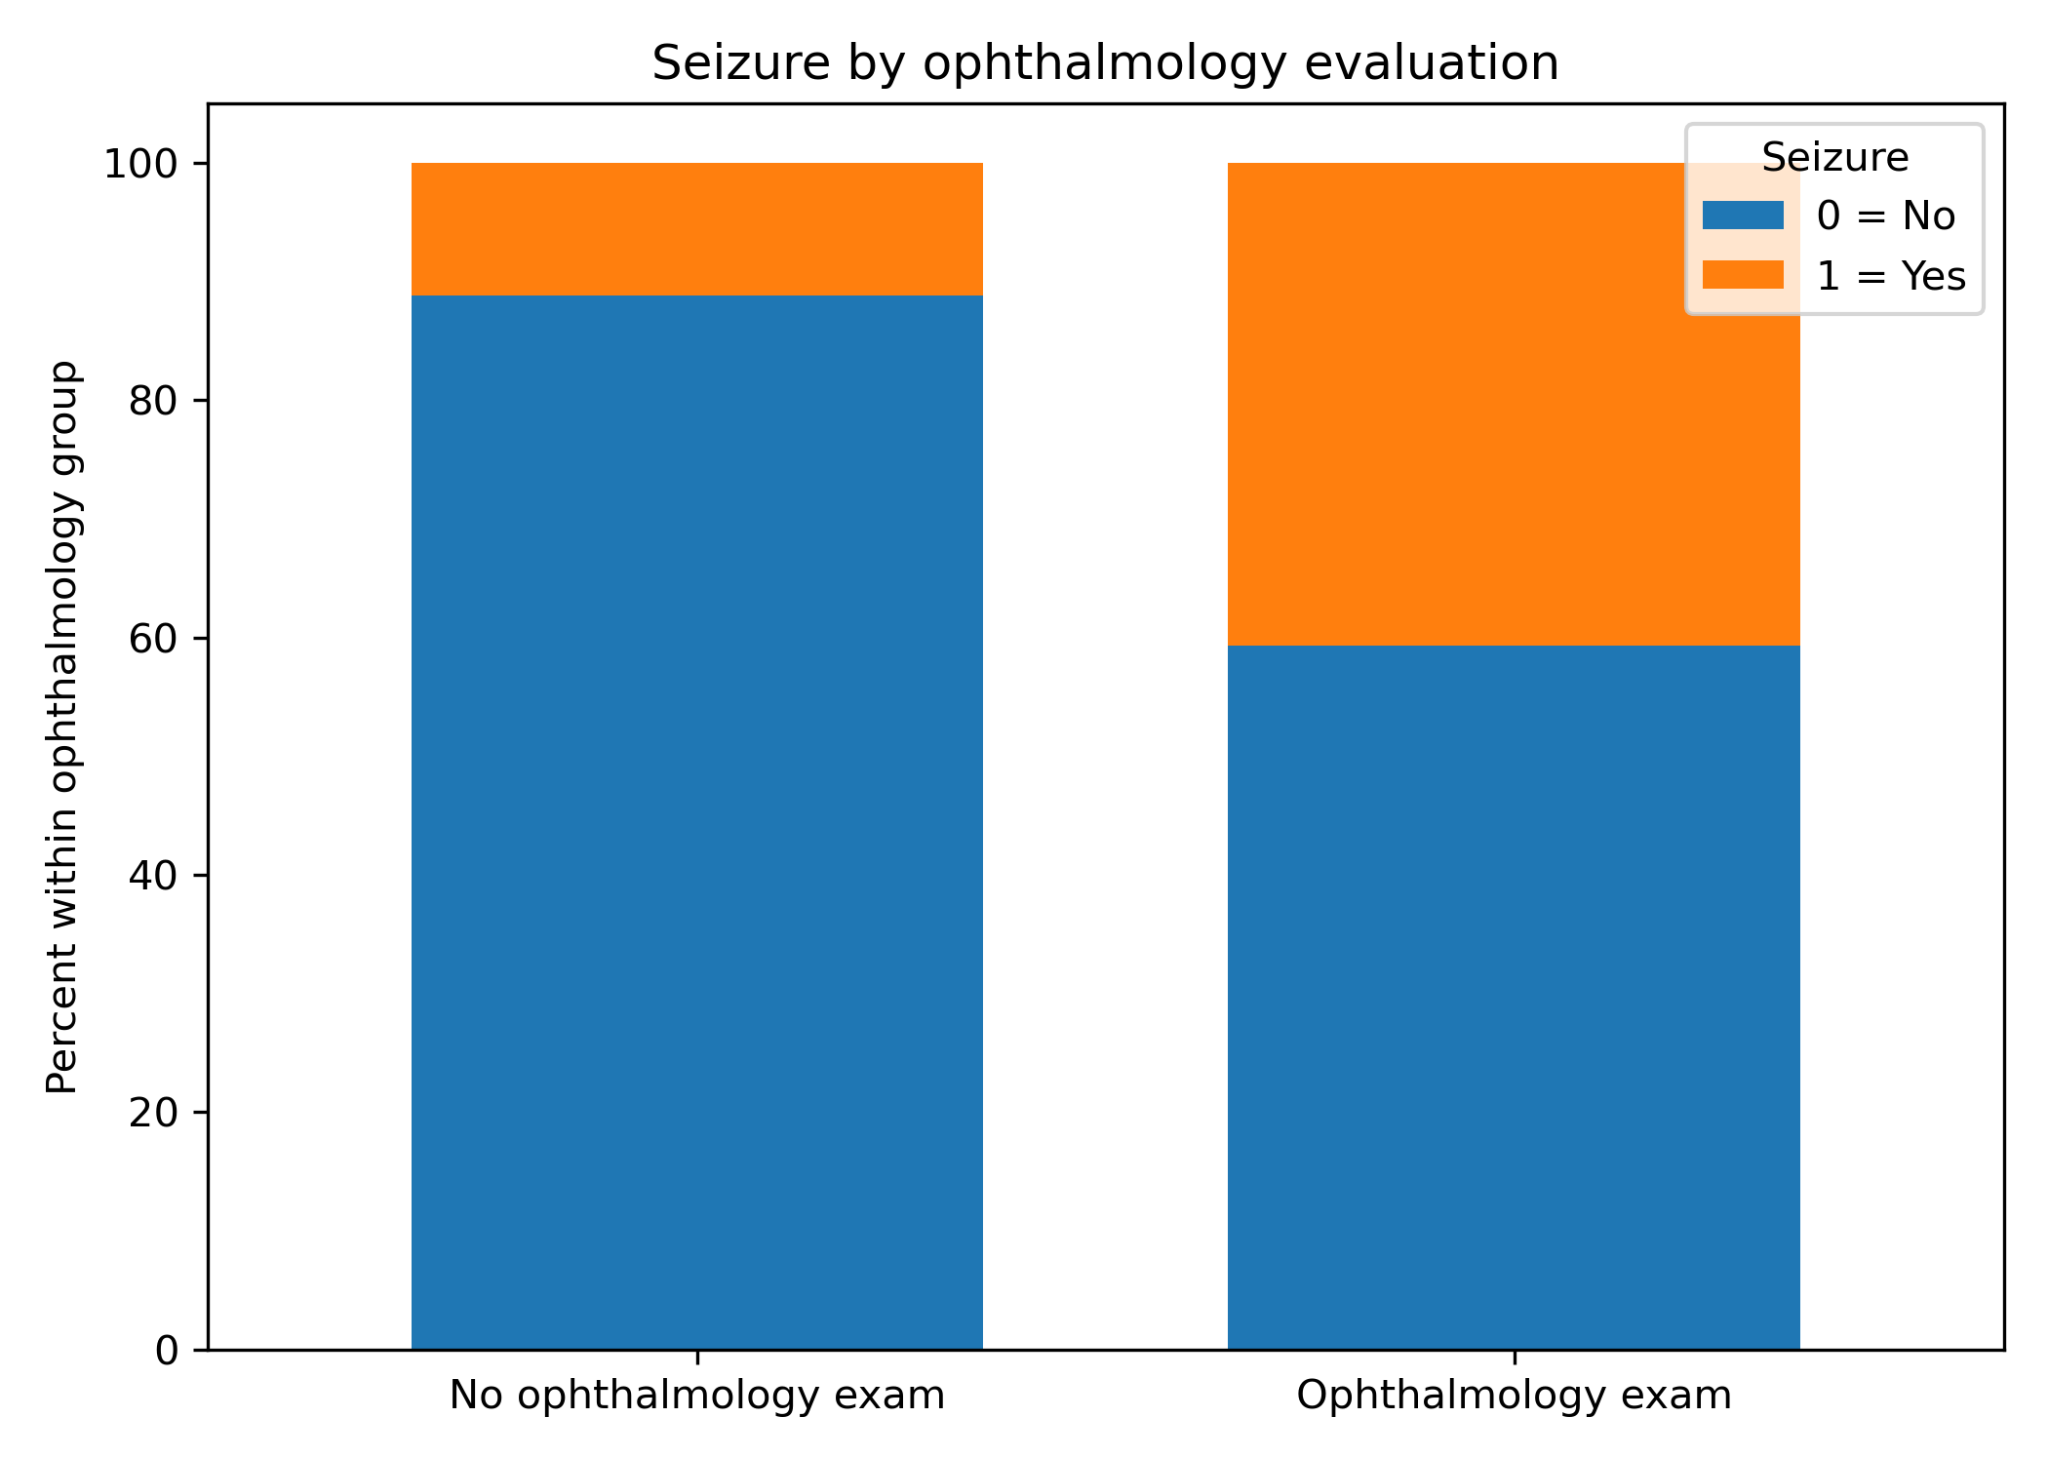 Seizure by ophthalmology evaluation
Percent within ophthalmology group
100
80
60
40
20
0
Seizure
0 = No
1 = Yes
No ophthalmology exam
Ophthalmology exam